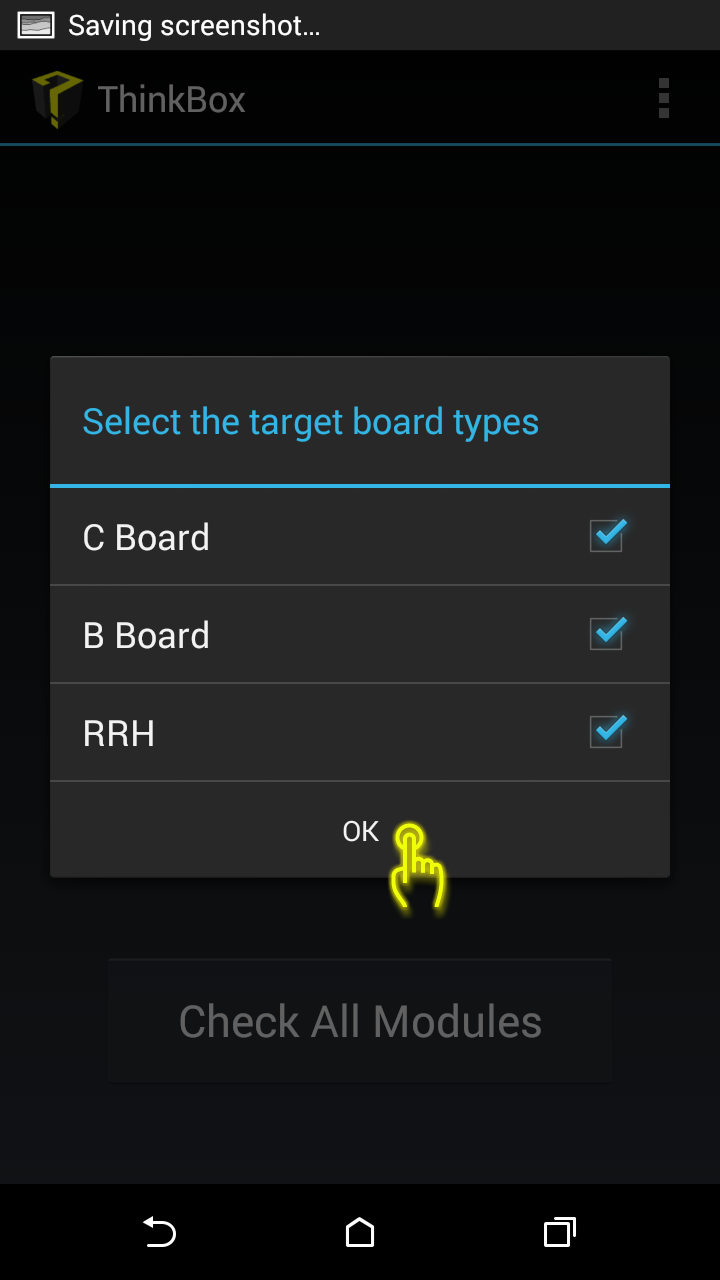 Saving screenshot...
ThinkBox
Select the target board types
C Board
B Board
RRH
OK
Check All Modules